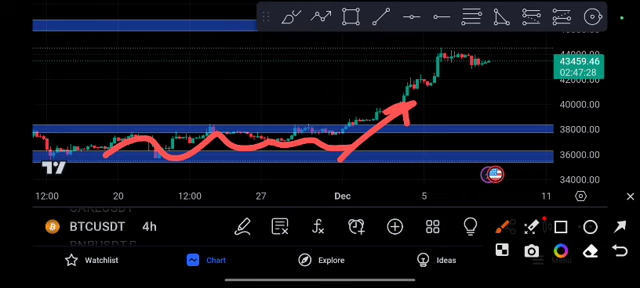 44000.00
43459.46
02:47:28
42000.00
40000.00
38000.00
36000.00
34000.00
12:00 20 12:00 27 Dec 5 11
BTCUSDT 4h
Watchlist Chart Explore Ideas